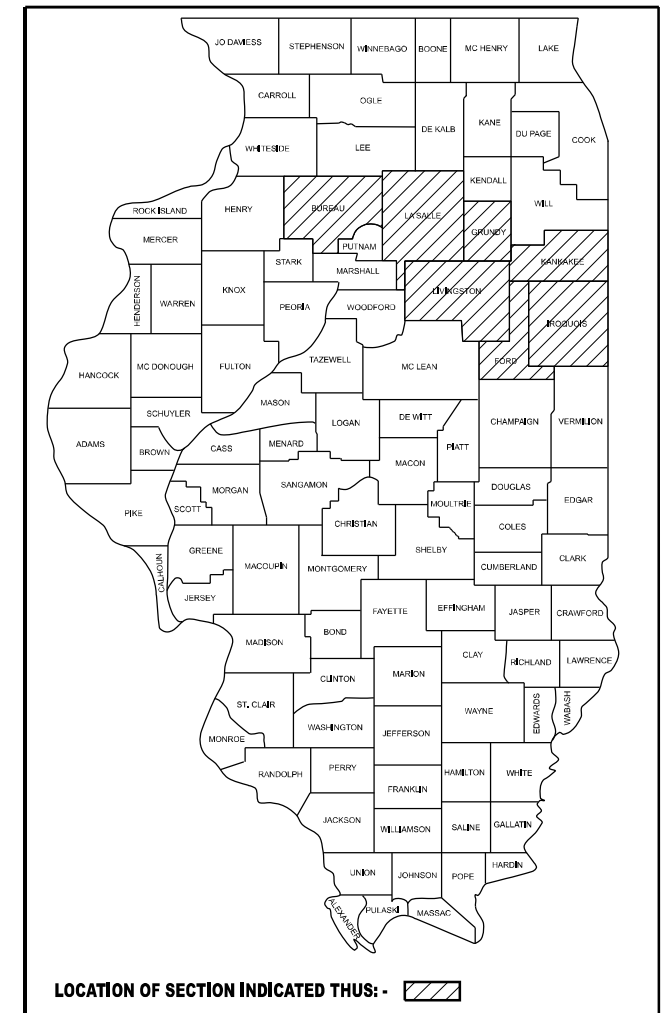 JO DAVIESS
STEPHENSON
WINNEBAGO
BOONE
MC HENRY
LAKE
CARROLL
OGLE
DE KALB
KANE
DU PAGE
COOK
WHITESIDE
LEE
KENDALL
WILL
ROCK ISLAND
HENRY
BUREAU
LA SALLE
GRUNDY
MERCER
PUTNAM
KANKAKEE
STARK
MARSHALL
HENDERSON
WARREN
KNOX
PEORIA
WOODFORD
LIVINGSTON
IROQUOIS
HANCOCK
MC DONOUGH
FULTON
TAZEWELL
MC LEAN
FORD
SCHUYLER
MASON
LOGAN
DE WITT
CHAMPAIGN
VERMILION
ADAMS
BROWN
CASS
MENARD
PIATT
MACON
PIKE
SCOTT
MORGAN
SANGAMON
MOULTRIE
DOUGLAS
EDGAR
CHRISTIAN
COLES
CALHOUN
GREENE
MACOUPIN
MONTGOMERY
SHELBY
CUMBERLAND
CLARK
JERSEY
FAYETTE
EFFINGHAM
JASPER
CRAWFORD
MADISON
BOND
CLAY
RICHLAND
LAWRENCE
CLINTON
MARION
ST. CLAIR
WAYNE
EDWARDS
WABASH
MONROE
WASHINGTON
JEFFERSON
RANDOLPH
PERRY
HAMILTON
WHITE
FRANKLIN
JACKSON
WILLIAMSON
SALINE
GALLATIN
UNION
JOHNSON
POPE
HARDIN
ALEXANDER
PULASKI
MASSAC
LOCATION OF SECTION INDICATED THUS: -